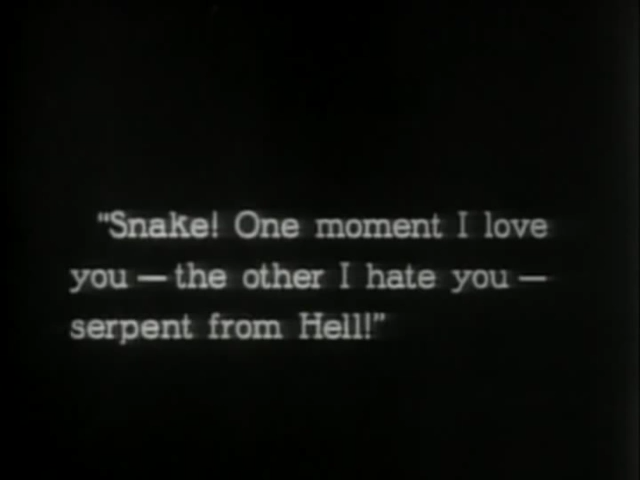 "Snake! One moment I love
you — the other I hate you —
serpent from Hell!"